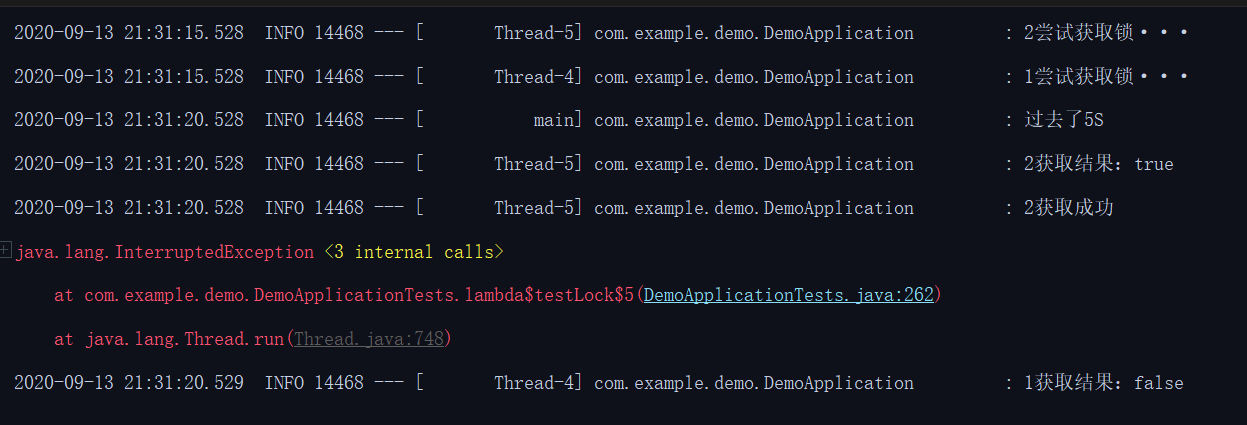 2020-09-13 21:31:15.528  INFO 14468 --- [       Thread-5] com.example.demo.DemoApplication         : 2尝试获取锁···
2020-09-13 21:31:15.528  INFO 14468 --- [       Thread-4] com.example.demo.DemoApplication         : 1尝试获取锁···
2020-09-13 21:31:20.528  INFO 14468 --- [           main] com.example.demo.DemoApplication         : 过去了5S
2020-09-13 21:31:20.528  INFO 14468 --- [       Thread-5] com.example.demo.DemoApplication         : 2获取结果：true
2020-09-13 21:31:20.528  INFO 14468 --- [       Thread-5] com.example.demo.DemoApplication         : 2获取成功
java.lang.InterruptedException <3 internal calls>
    at com.example.demo.DemoApplicationTests.lambda$testLock$5(DemoApplicationTests.java:262)
    at java.lang.Thread.run(Thread.java:748)
2020-09-13 21:31:20.529  INFO 14468 --- [       Thread-4] com.example.demo.DemoApplication         : 1获取结果：false